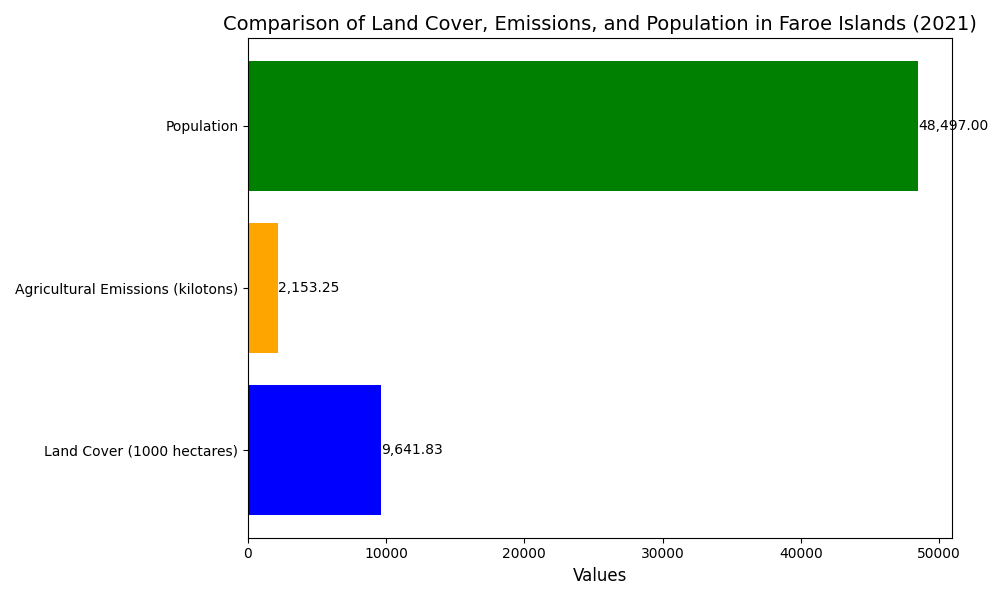 Comparison of Land Cover, Emissions, and Population in Faroe Islands (2021)
Population
48,497.00
Agricultural Emissions (kilotons)
2,153.25
Land Cover (1000 hectares)
9,641.83
0 10000 20000 30000 40000 50000
Values